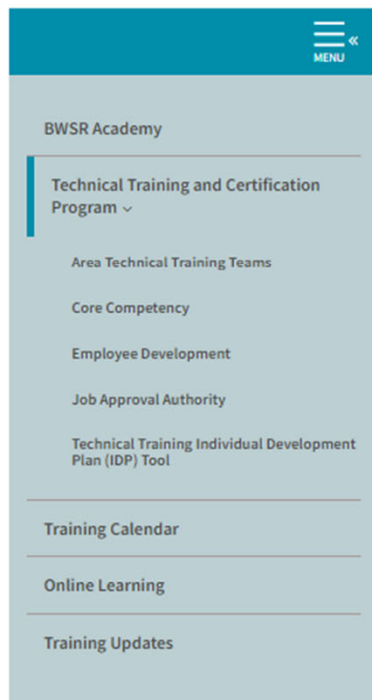 MENU «
BWSR Academy
Technical Training and Certification
Program
Area Technical Training Teams
Core Competency
Employee Development
Job Approval Authority
Technical Training Individual Development
Plan (IDP) Tool
Training Calendar
Online Learning
Training Updates